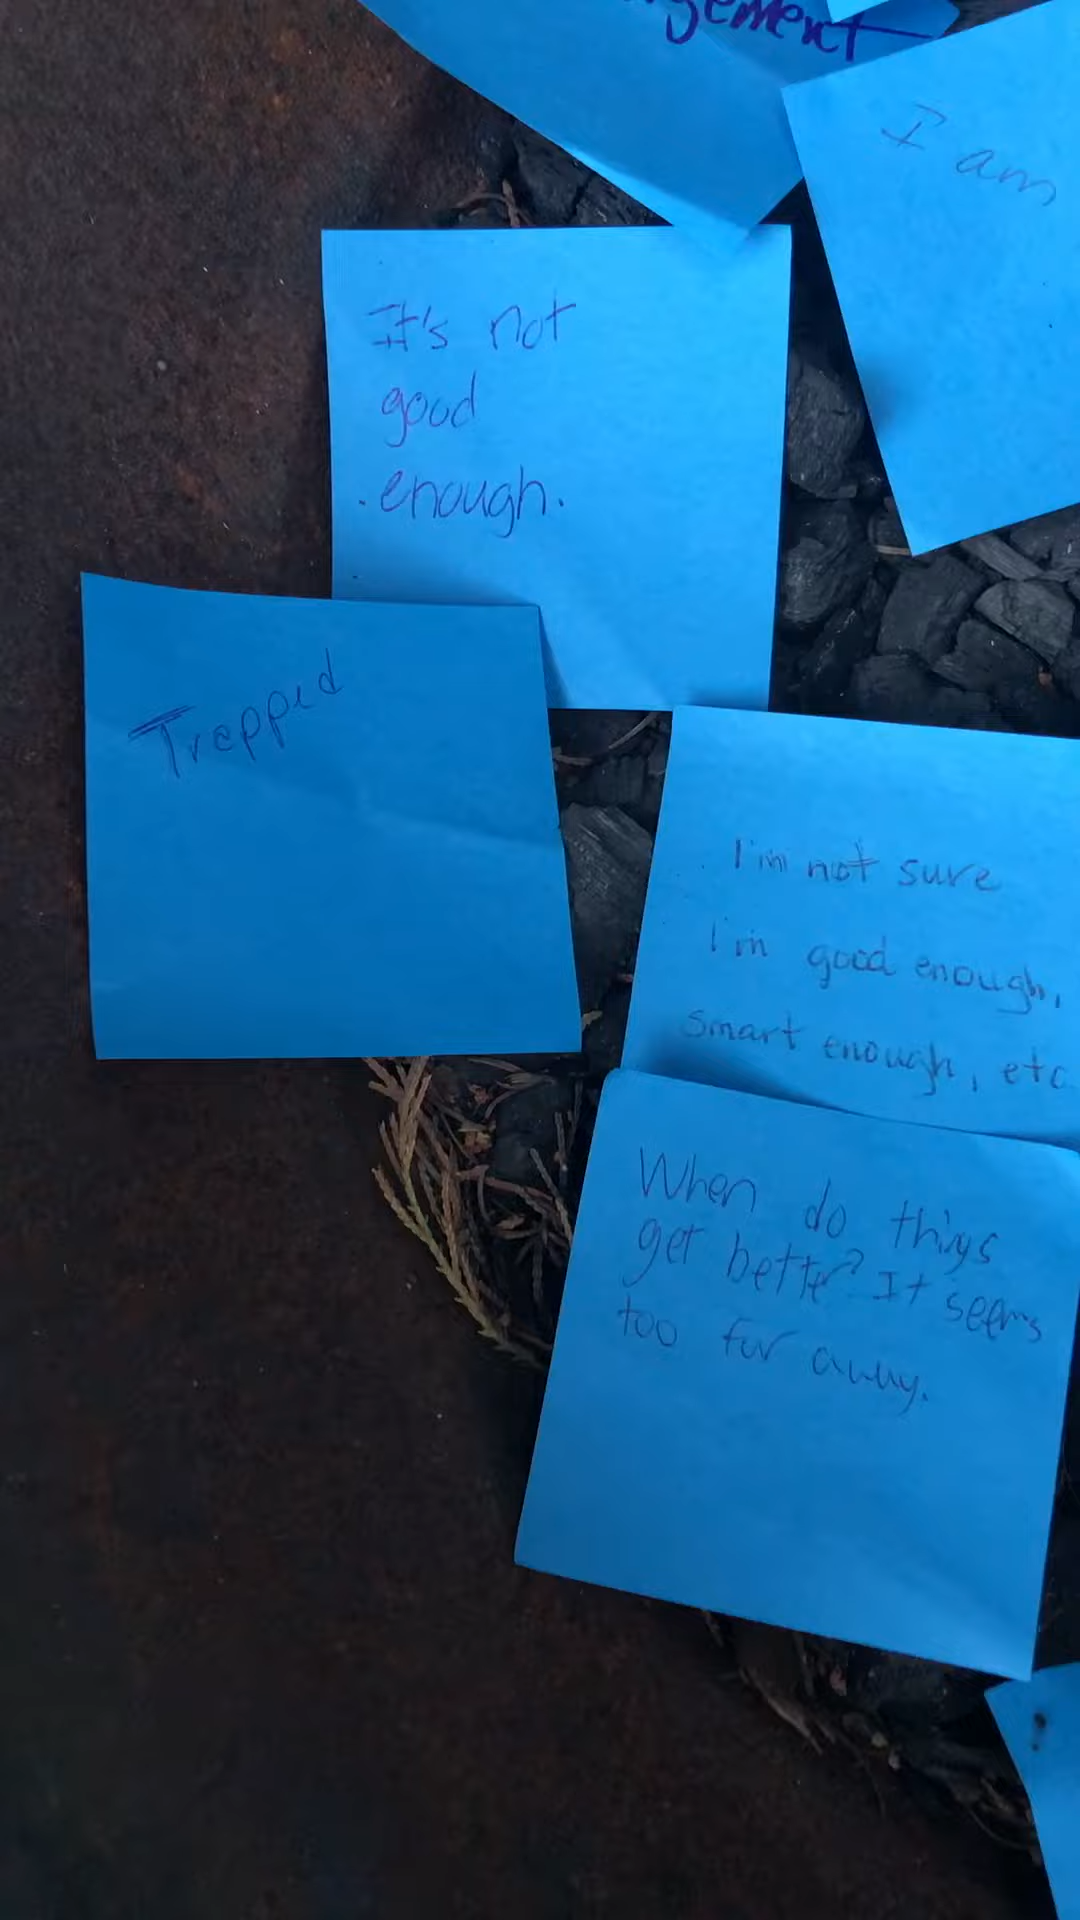 I am
It's not
good
enough.
Trapped
I'm not sure
I'm good enough,
smart enough, etc
When do things
get better? It seems
too far away.